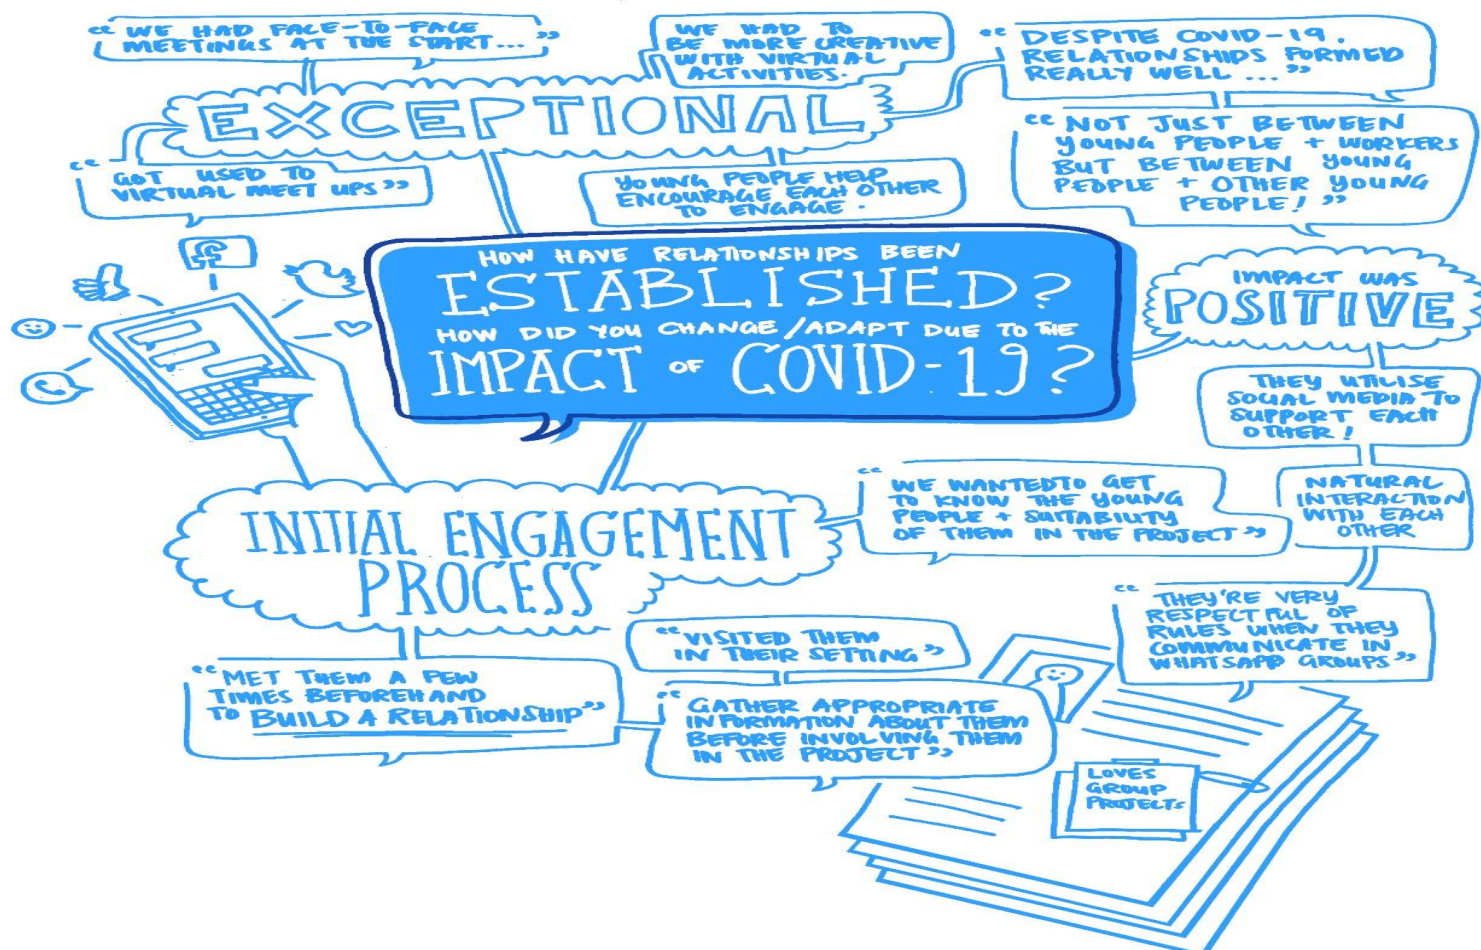 “WE HAD FACE-TO-FACE
MEETINGS AT THE START...”
WE HAD TO
BE MORE CREATIVE
WITH VIRTUAL
ACTIVITIES.
“DESPITE COVID-19,
RELATIONSHIPS FORMED
REALLY WELL ...”
EXCEPTIONAL
“NOT JUST BETWEEN
YOUNG PEOPLE + WORKERS
BUT BETWEEN YOUNG
PEOPLE + OTHER YOUNG
PEOPLE!”
“GOT USED TO
VIRTUAL MEET UPS”
YOUNG PEOPLE HELP
ENCOURAGE EACH OTHER
TO ENGAGE.
HOW HAVE RELATIONSHIPS BEEN
ESTABLISHED?
HOW DID YOU CHANGE/ADAPT DUE TO THE
IMPACT OF COVID-19?
IMPACT WAS
POSITIVE
THEY UTILISE
SOCIAL MEDIA TO
SUPPORT EACH
OTHER!
NATURAL
INTERACTION
WITH EACH
OTHER
“THEY'RE VERY
RESPECTFUL OF
RULES WHEN THEY
COMMUNICATE IN
WHATSAPP GROUPS”
INITIAL ENGAGEMENT
PROCESS
“WE WANTED TO GET
TO KNOW THE YOUNG
PEOPLE + SUITABILITY
OF THEM IN THE PROJECT”
“MET THEM A FEW
TIMES BEFOREHAND
TO BUILD A RELATIONSHIP”
“VISITED THEM
IN THEIR SETTING”
“GATHER APPROPRIATE
INFORMATION ABOUT THEM
BEFORE INVOLVING THEM
IN THE PROJECT”
LOVES
GROUP
PROJECTS